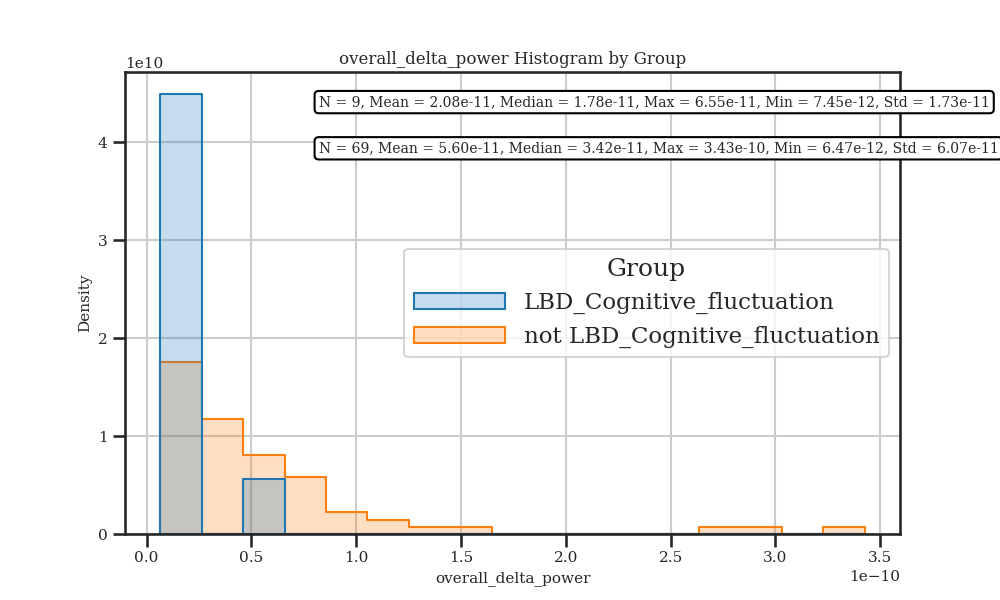 overall_delta_power Histogram by Group
1e10
N = 9, Mean = 2.08e-11, Median = 1.78e-11, Max = 6.55e-11, Min = 7.45e-12, Std = 1.73e-11
N = 69, Mean = 5.60e-11, Median = 3.42e-11, Max = 3.43e-10, Min = 6.47e-12, Std = 6.07e-11
4
3
2
1
0
Density
Group
LBD_Cognitive_fluctuation
not LBD_Cognitive_fluctuation
0.0 0.5 1.0 1.5 2.0 2.5 3.0 3.5
1e−10
overall_delta_power